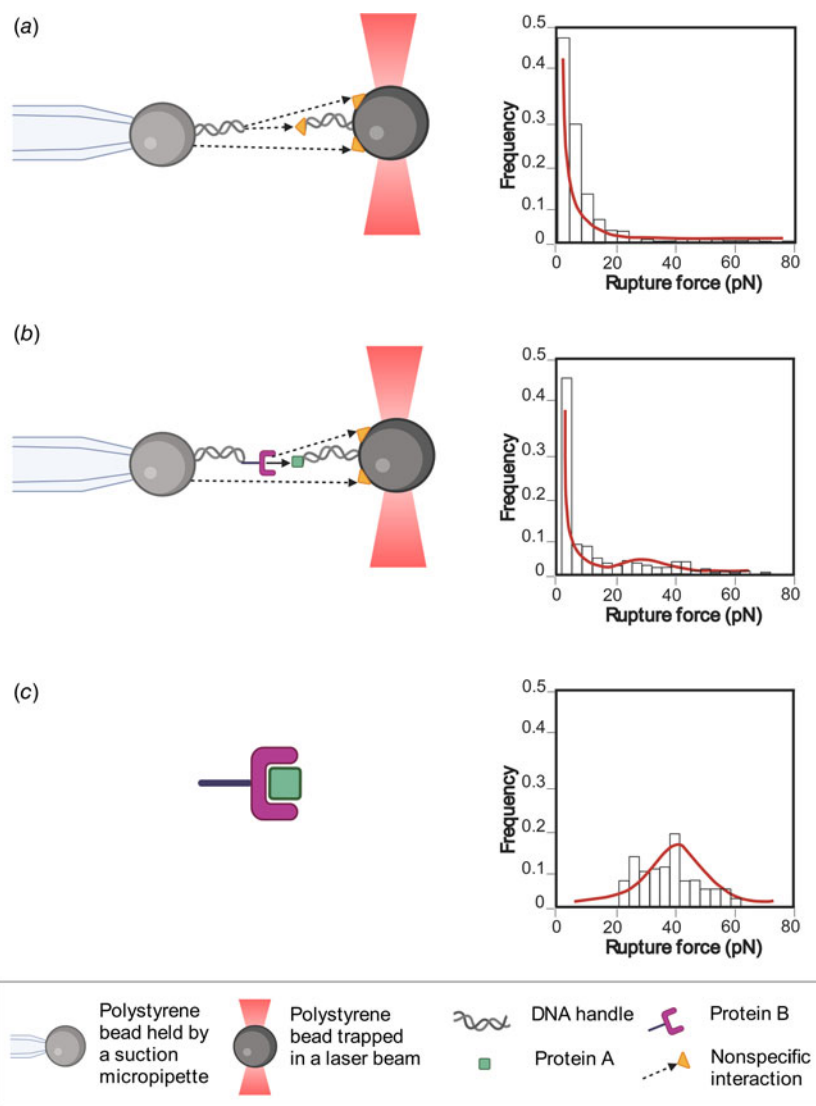 (a)
Frequency
0.5
0.4
0.3
0.2
0.1
0
0 20 40 60 80
Rupture force (pN)
(b)
Frequency
0.5
0.4
0.3
0.2
0.1
0
0 20 40 60 80
Rupture force (pN)
(c)
Frequency
0.5
0.4
0.3
0.2
0.1
0
0 20 40 60 80
Rupture force (pN)
Polystyrene
bead held by
a suction
micropipette
Polystyrene
bead trapped
in a laser beam
DNA handle
Protein B
Protein A
Nonspecific
interaction